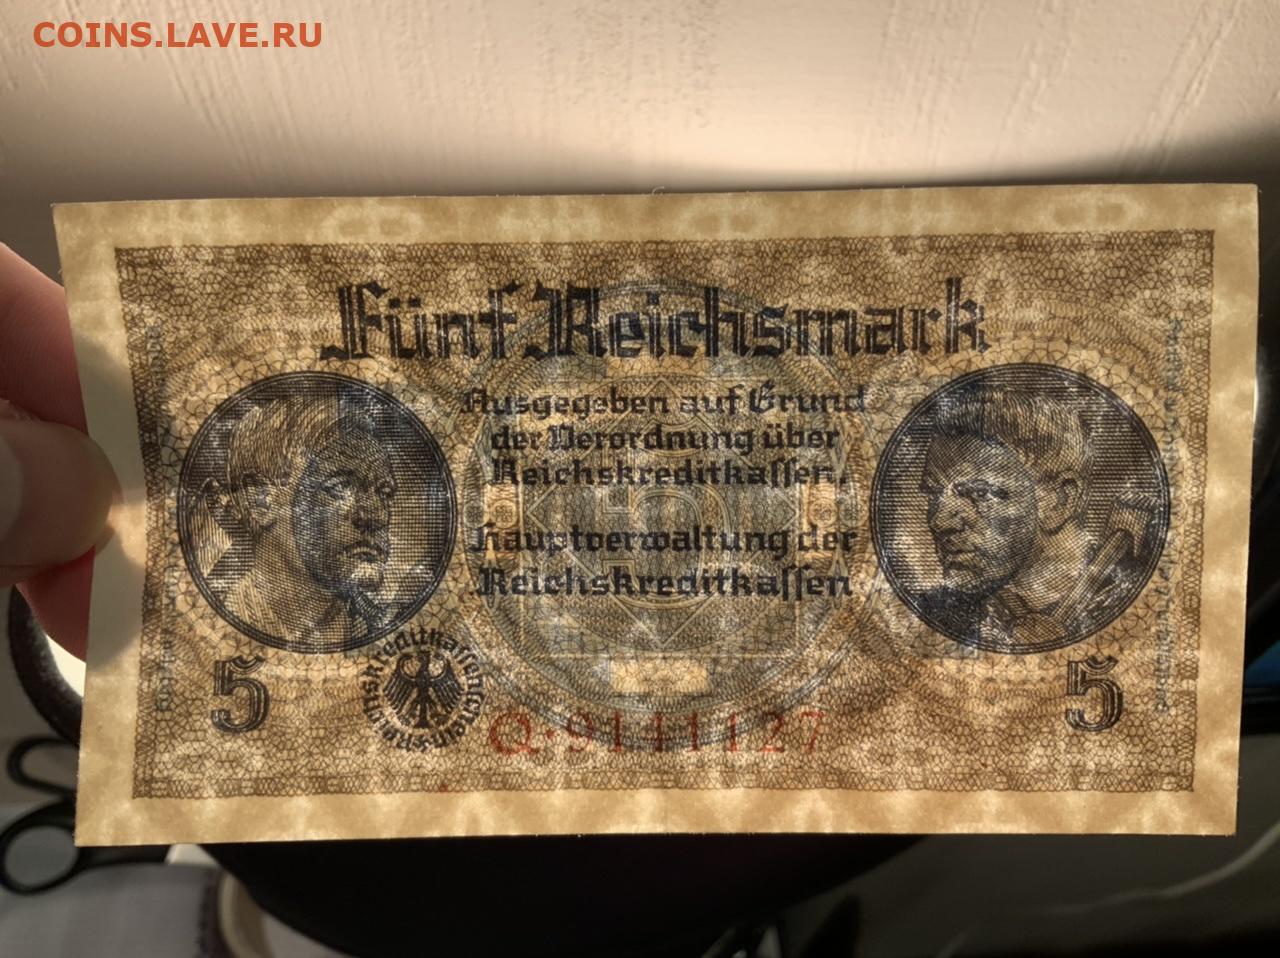 COINS.LAVE.RU
Fünf Reichsmark
Ausgegeben auf Grund
der Verordnung über
Reichskreditkassen.
Hauptverwaltung der
Reichskreditkassen
5
5
Q·9141127